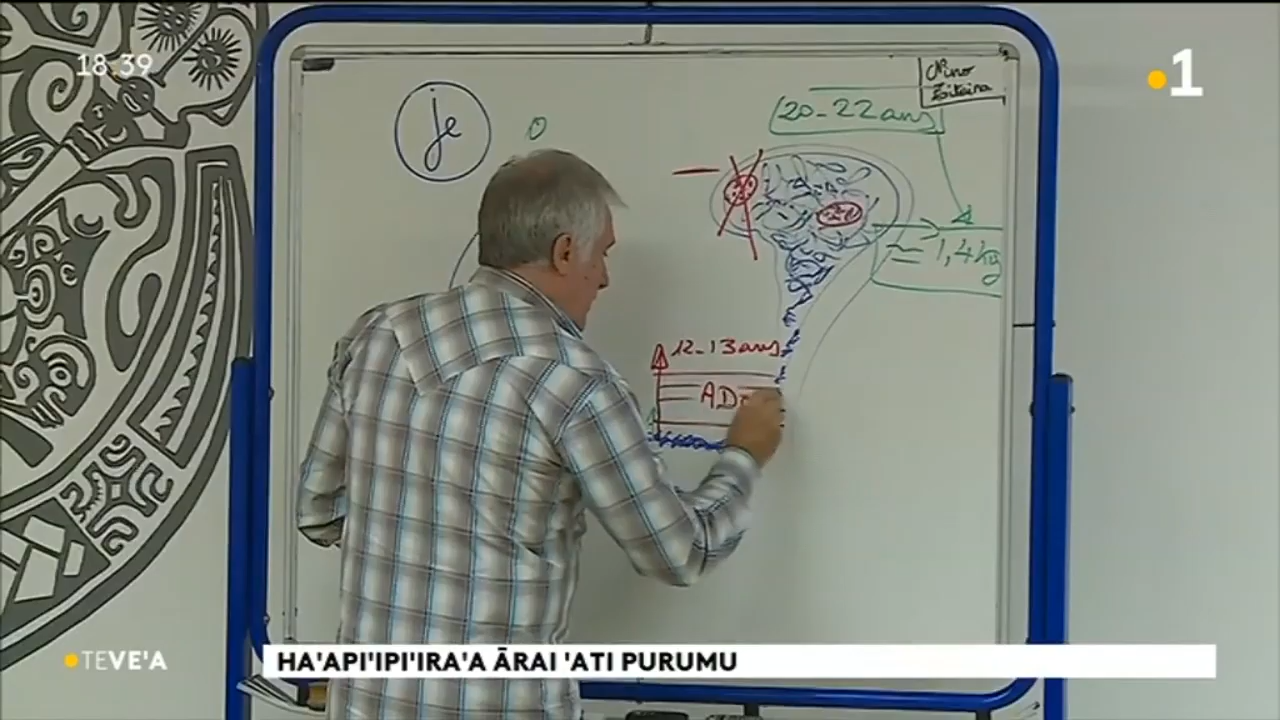 18:39
1
je
20-22 ans
≈ 1,4 kg
12-13 ans
TEVE'A
HA'API'IPI'IRA'A ĀRAI 'ATI PURUMU